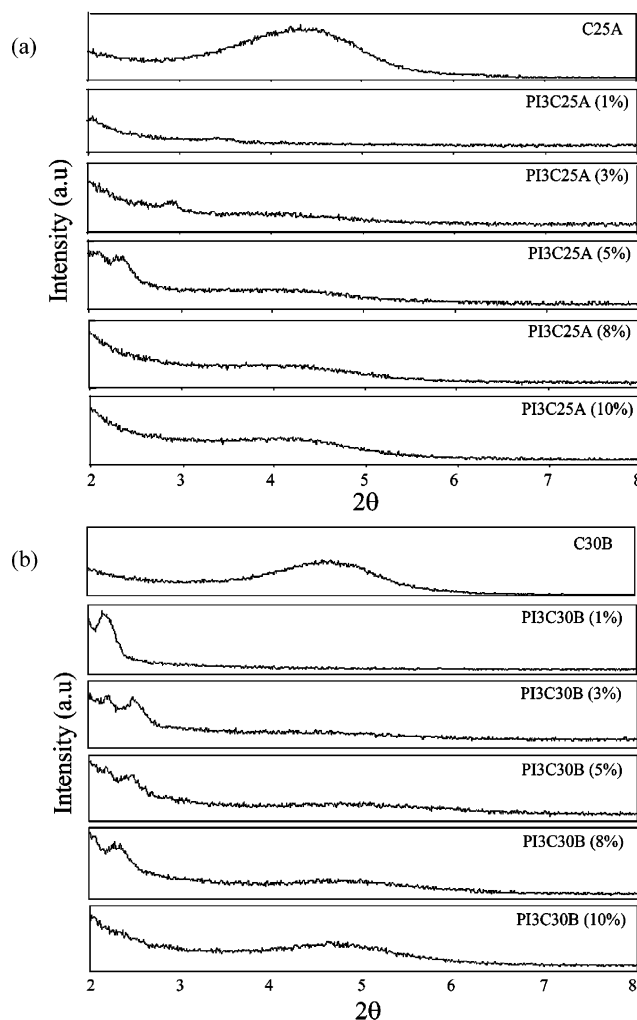 (a)
C25A
PI3C25A (1%)
PI3C25A (3%)
PI3C25A (5%)
PI3C25A (8%)
PI3C25A (10%)
Intensity (a.u)
2 3 4 5 6 7 8
2θ
(b)
C30B
PI3C30B (1%)
PI3C30B (3%)
PI3C30B (5%)
PI3C30B (8%)
PI3C30B (10%)
Intensity (a.u)
2 3 4 5 6 7 8
2θ